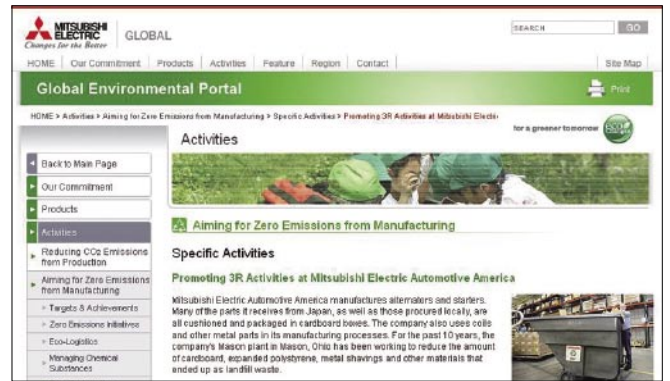 MITSUBISHI
ELECTRIC
Changes for the Better
GLOBAL
SEARCH
GO
HOME Our Commitment Products Activities Feature Region Contact Site Map
Global Environmental Portal
Print
HOME > Activities > Aiming for Zero Emissions from Manufacturing > Specific Activities > Promoting 3R Activities at Mitsubishi Electric
for a greener tomorrow
eco
changes
Activities
Back to Main Page
Our Commitment
Products
Activities
Reducing CO2 Emissions
from Production
Aiming for Zero Emissions
from Manufacturing
Targets & Achievements
Zero Emissions Initiatives
Eco-Logistics
Managing Chemical
Substances
Aiming for Zero Emissions from Manufacturing
Specific Activities
Promoting 3R Activities at Mitsubishi Electric Automotive America
Mitsubishi Electric Automotive America manufactures alternators and starters.
Many of the parts it receives from Japan, as well as those procured locally, are
all cushioned and packaged in cardboard boxes. The company also uses coils
and other metal parts in its manufacturing processes. For the past 10 years, the
company's Mason plant in Mason, Ohio has been working to reduce the amount
of cardboard, expanded polystyrene, metal shavings and other materials that
ended up as landfill waste.